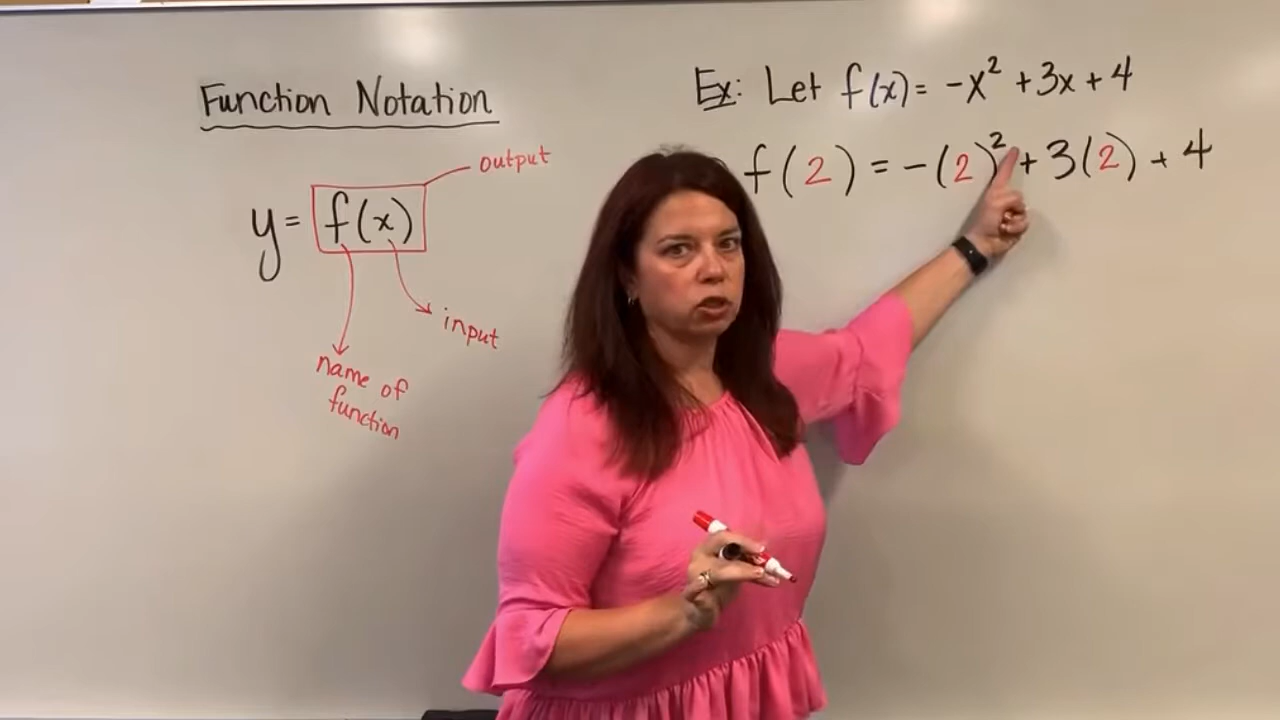 Function Notation
output
y = f(x)
input
name of
function
Ex: Let f(x) = -x² + 3x + 4
f(2) = -(2)² + 3(2) + 4